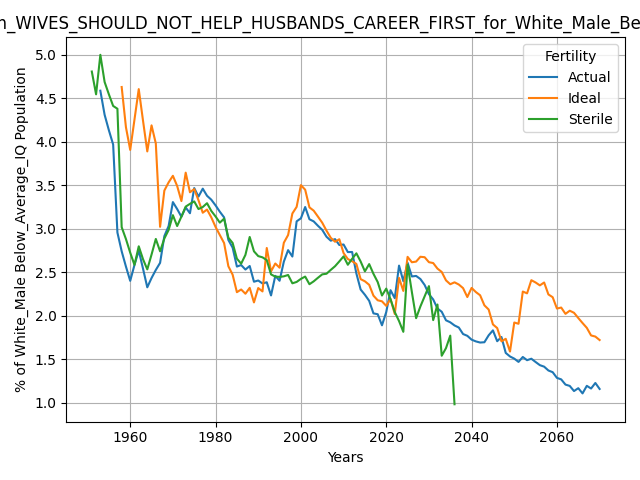 n_WIVES_SHOULD_NOT_HELP_HUSBANDS_CAREER_FIRST_for_White_Male_Be
Fertility
Actual
Ideal
Sterile
% of White_Male Below_Average_IQ Population
5.0
4.5
4.0
3.5
3.0
2.5
2.0
1.5
1.0
1960
1980
2000
2020
2040
2060
Years